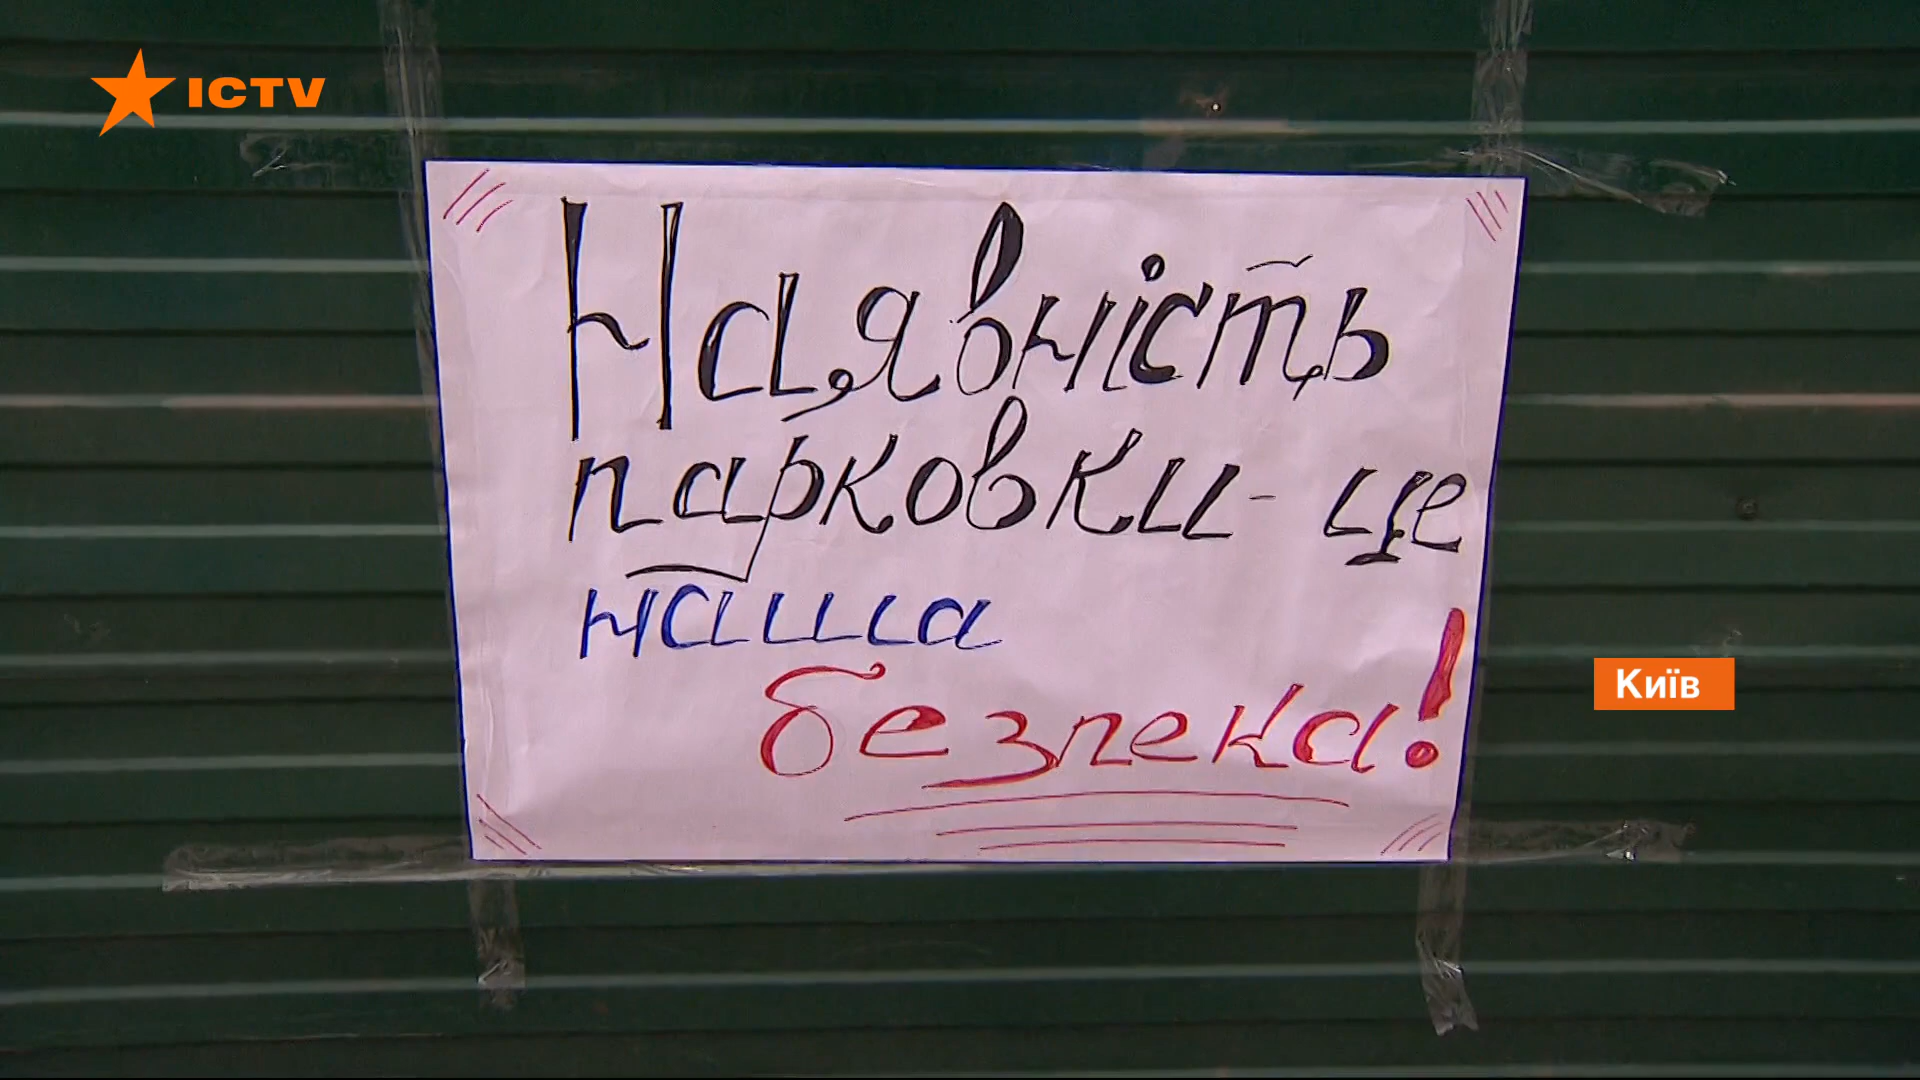 ICTV
Наявність
парковки - це
наша
безпека!
Київ